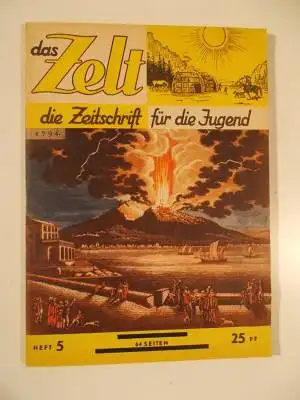 das Zelt
die Zeitschrift für die Jugend
1794
HEFT 5
64 SEITEN
25 PF